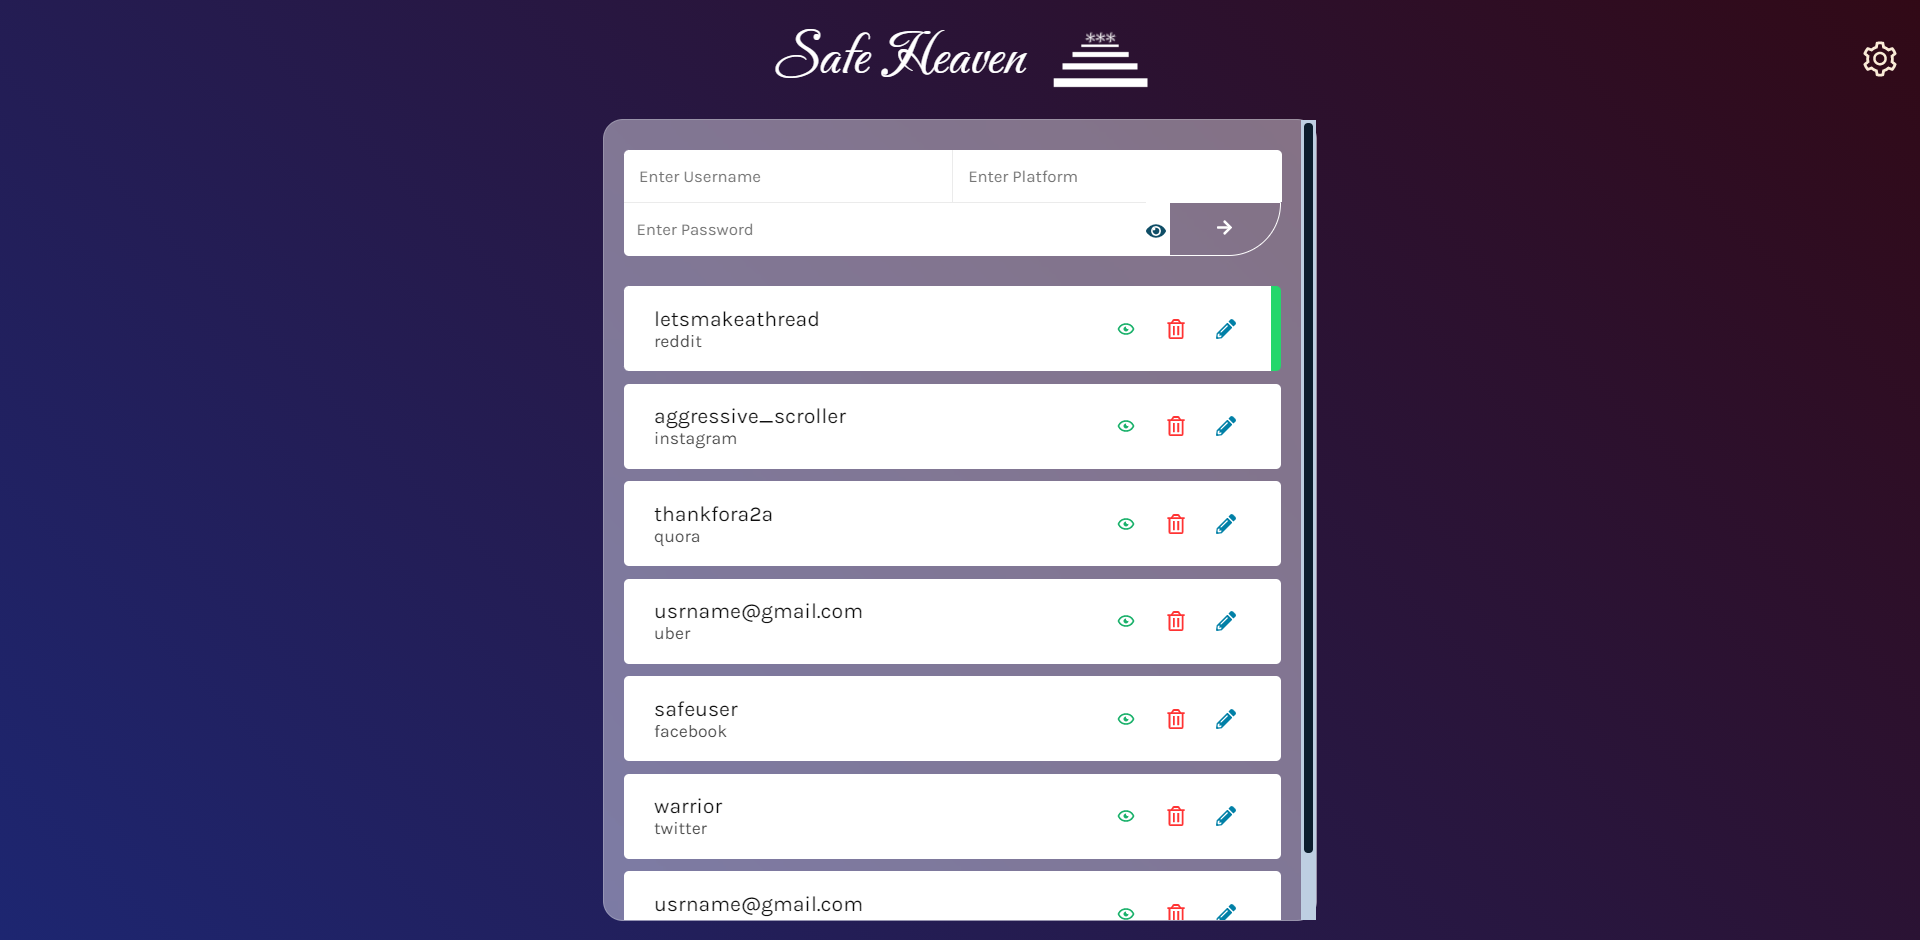 Safe Heaven
***
Enter Username
Enter Platform
Enter Password
letsmakeathread
reddit
aggressive_scroller
instagram
thankfora2a
quora
usrname@gmail.com
uber
safeuser
facebook
warrior
twitter
usrname@gmail.com